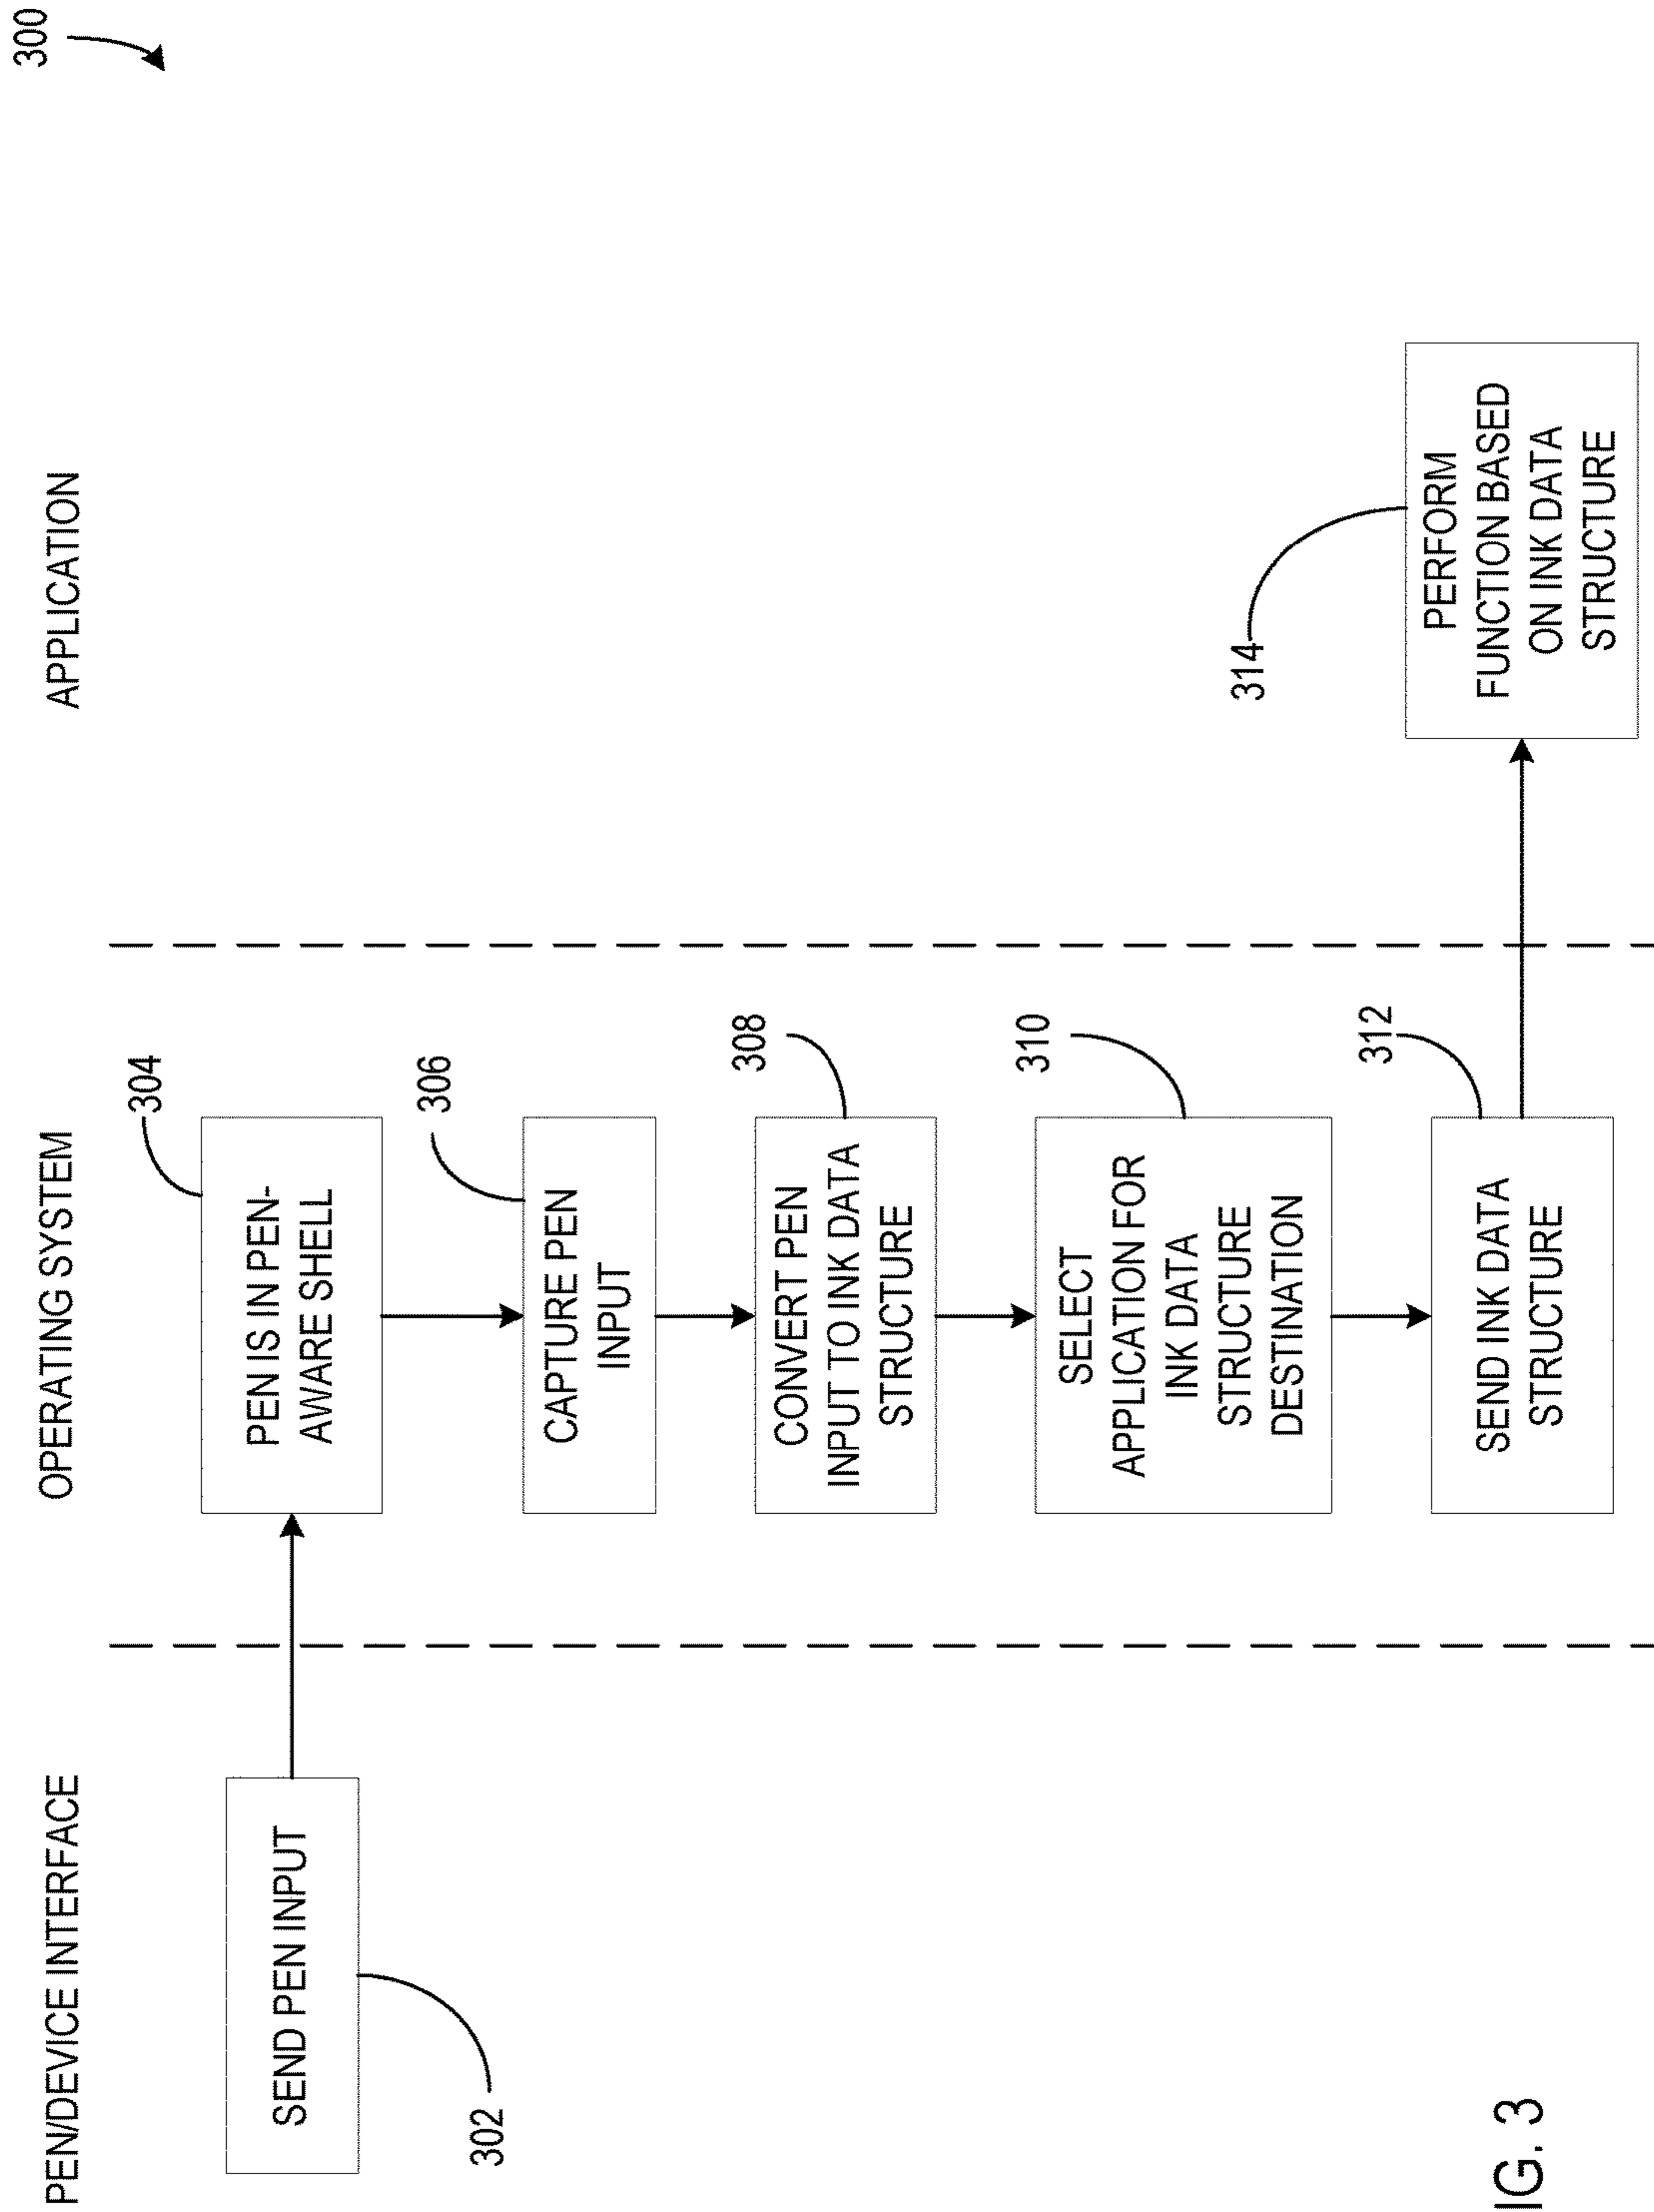 300
PEN/DEVICE INTERFACE
OPERATING SYSTEM
APPLICATION
SEND PEN INPUT
302
304
PEN IS IN PEN-
AWARE SHELL
306
CAPTURE PEN
INPUT
308
CONVERT PEN
INPUT TO INK DATA
STRUCTURE
310
SELECT
APPLICATION FOR
INK DATA
STRUCTURE
DESTINATION
312
SEND INK DATA
STRUCTURE
314
PERFORM
FUNCTION BASED
ON INK DATA
STRUCTURE
IG. 3